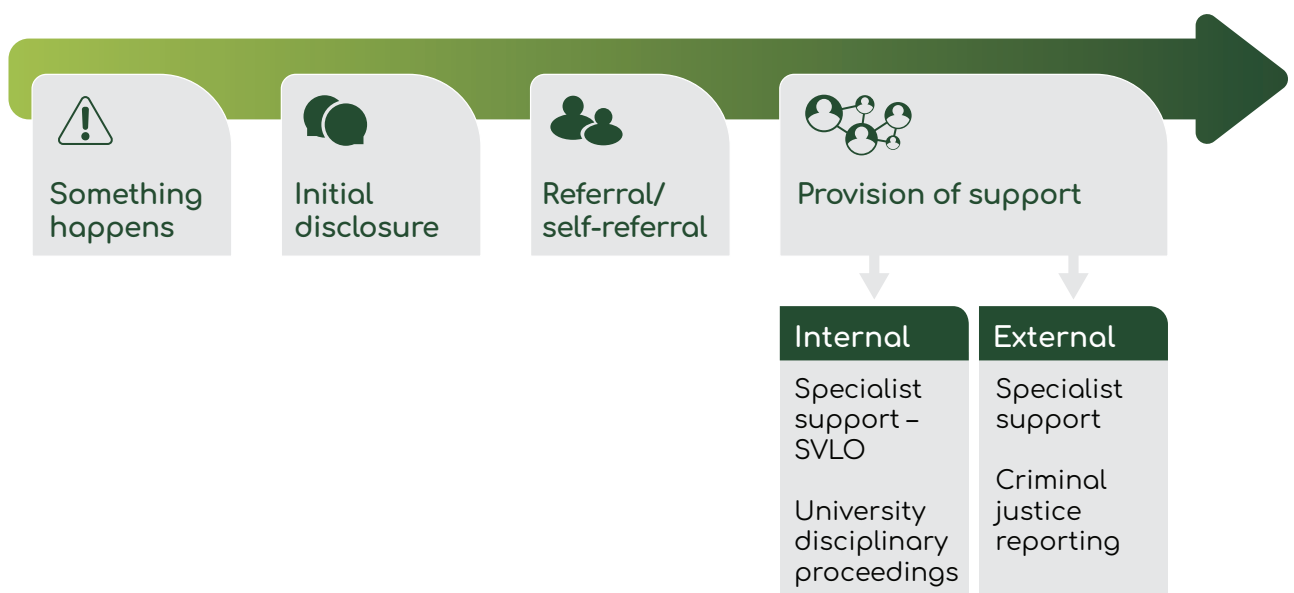 Something
happens
Initial
disclosure
Referral/
self-referral
Provision of support
Internal
Specialist
support –
SVLO
University
disciplinary
proceedings
External
Specialist
support
Criminal
justice
reporting